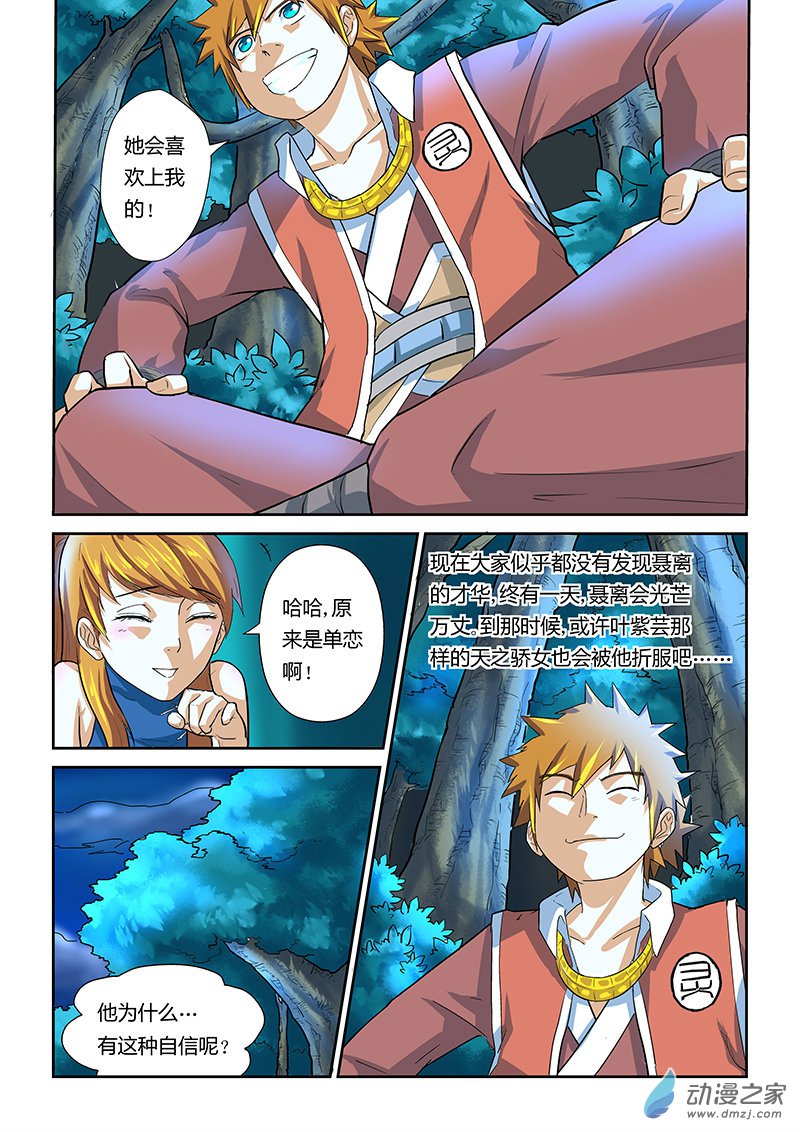 她会喜
欢上我
的！
灵
哈哈，原
来是单恋
啊！
现在大家似乎都没有发现聂离
的才华，终有一天，聂离会光芒
万丈。到那时候，或许叶紫芸那
样的天之骄女也会被他折服吧……
灵
他为什么…
有这种自信呢？
动漫之家
www.dmzj.com